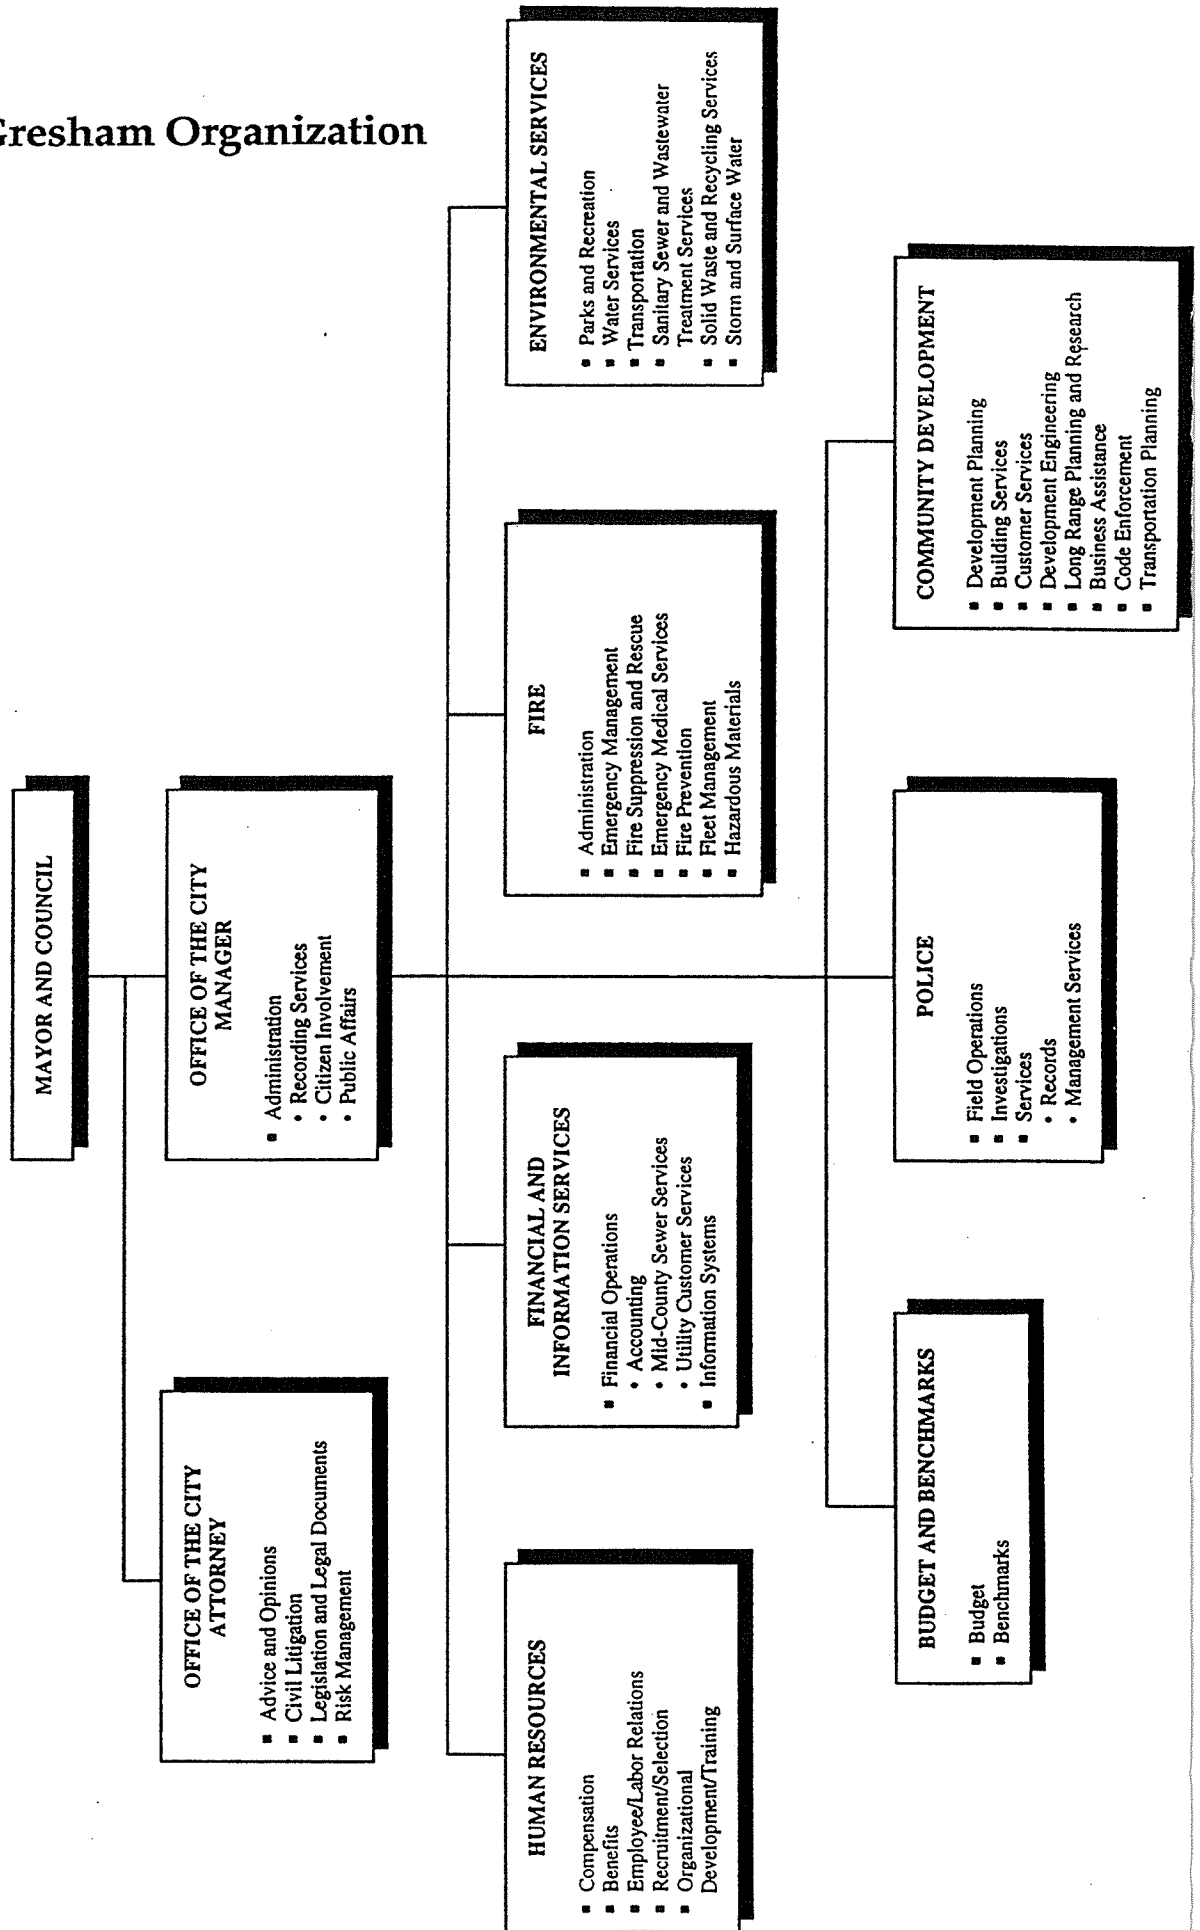 Gresham Organization
MAYOR AND COUNCIL
OFFICE OF THE CITY
ATTORNEY
▪ Advice and Opinions
▪ Civil Litigation
▪ Legislation and Legal Documents
▪ Risk Management
OFFICE OF THE CITY
MANAGER
▪ Administration
• Recording Services
• Citizen Involvement
• Public Affairs
HUMAN RESOURCES
▪ Compensation
▪ Benefits
▪ Employee/Labor Relations
▪ Recruitment/Selection
▪ Organizational
Development/Training
FINANCIAL AND
INFORMATION SERVICES
▪ Financial Operations
• Accounting
• Mid-County Sewer Services
• Utility Customer Services
▪ Information Systems
FIRE
▪ Administration
▪ Emergency Management
▪ Fire Suppression and Rescue
▪ Emergency Medical Services
▪ Fire Prevention
▪ Fleet Management
▪ Hazardous Materials
ENVIRONMENTAL SERVICES
▪ Parks and Recreation
▪ Water Services
▪ Transportation
▪ Sanitary Sewer and Wastewater
Treatment Services
▪ Solid Waste and Recycling Services
▪ Storm and Surface Water
BUDGET AND BENCHMARKS
▪ Budget
▪ Benchmarks
POLICE
▪ Field Operations
▪ Investigations
▪ Services
• Records
• Management Services
COMMUNITY DEVELOPMENT
▪ Development Planning
▪ Building Services
▪ Customer Services
▪ Development Engineering
▪ Long Range Planning and Research
▪ Business Assistance
▪ Code Enforcement
▪ Transportation Planning